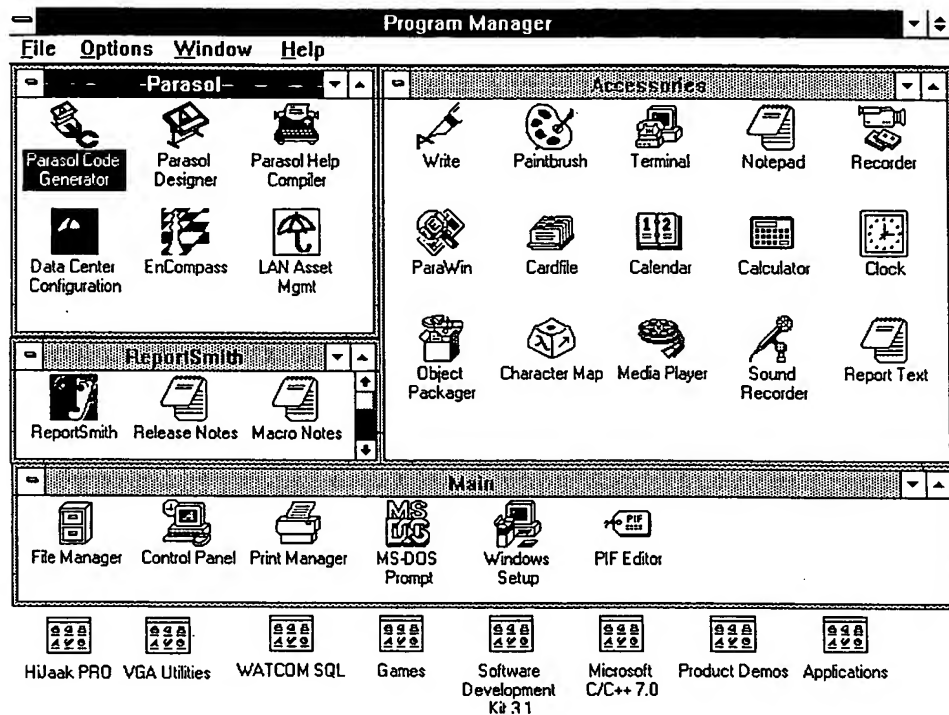 Program Manager
File Options Window Help
Parasol
Parasol Code Generator
Parasol Designer
Parasol Help Compiler
Data Center Configuration
EnCompass
LAN Asset Mgmt
Accessories
Write
Paintbrush
Terminal
Notepad
Recorder
ParaWin
Cardfile
Calendar
Calculator
Clock
Object Packager
Character Map
Media Player
Sound Recorder
Report Text
ReportSmith
ReportSmith
Release Notes
Macro Notes
Main
File Manager
Control Panel
Print Manager
MS DOS
MS-DOS Prompt
Windows Setup
PIF
PIF Editor
HiJaak PRO
VGA Utilities
WATCOM SQL
Games
Software Development Kit 3.1
Microsoft C/C++ 7.0
Product Demos
Applications